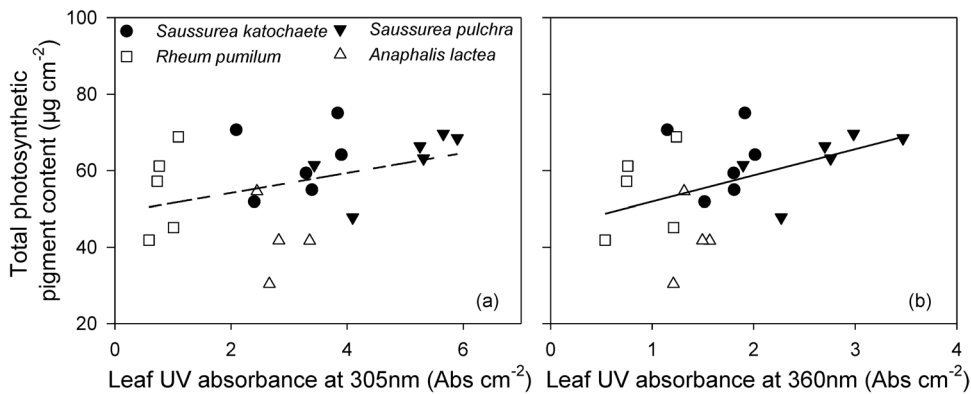 Total photosynthetic
pigment content (µg cm-2)
100
80
60
40
20
Saussurea katochaete
Saussurea pulchra
Rheum pumilum
Anaphalis lactea
(a)
0 2 4 6
Leaf UV absorbance at 305nm (Abs cm-2)
(b)
0 1 2 3 4
Leaf UV absorbance at 360nm (Abs cm-2)